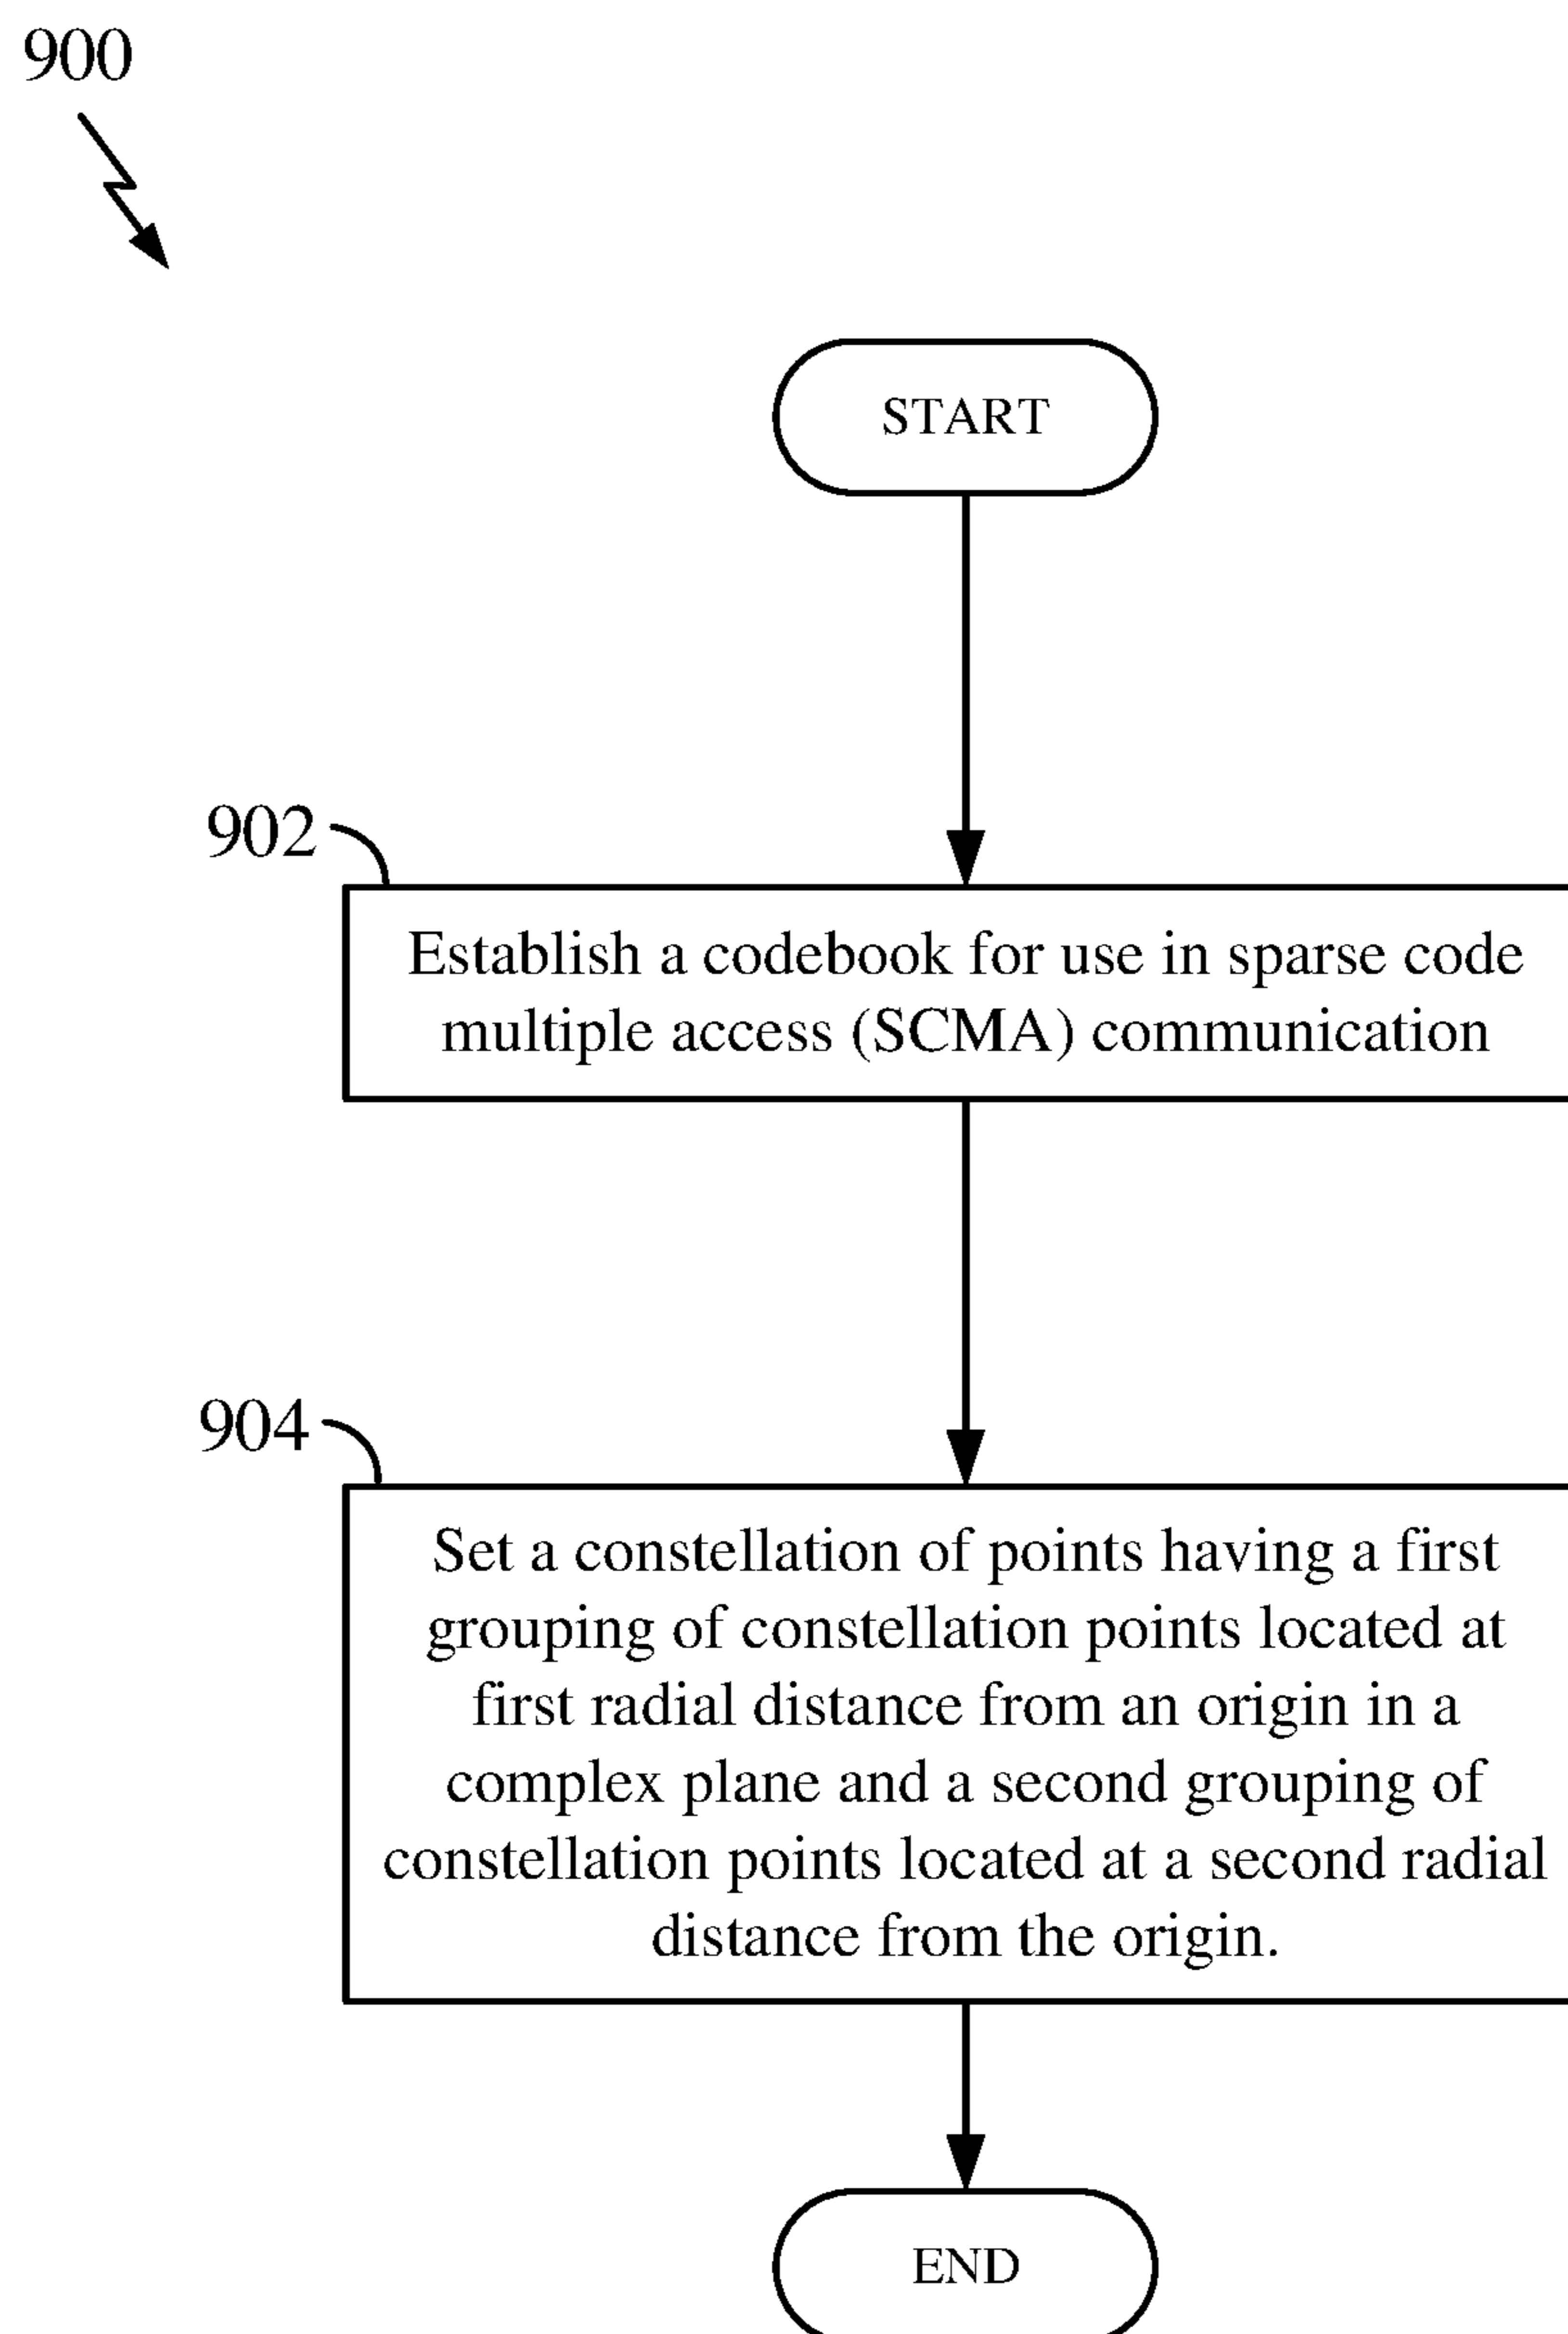 900
START
902
Establish a codebook for use in sparse code
multiple access (SCMA) communication
904
Set a constellation of points having a first
grouping of constellation points located at
first radial distance from an origin in a
complex plane and a second grouping of
constellation points located at a second radial
distance from the origin.
END